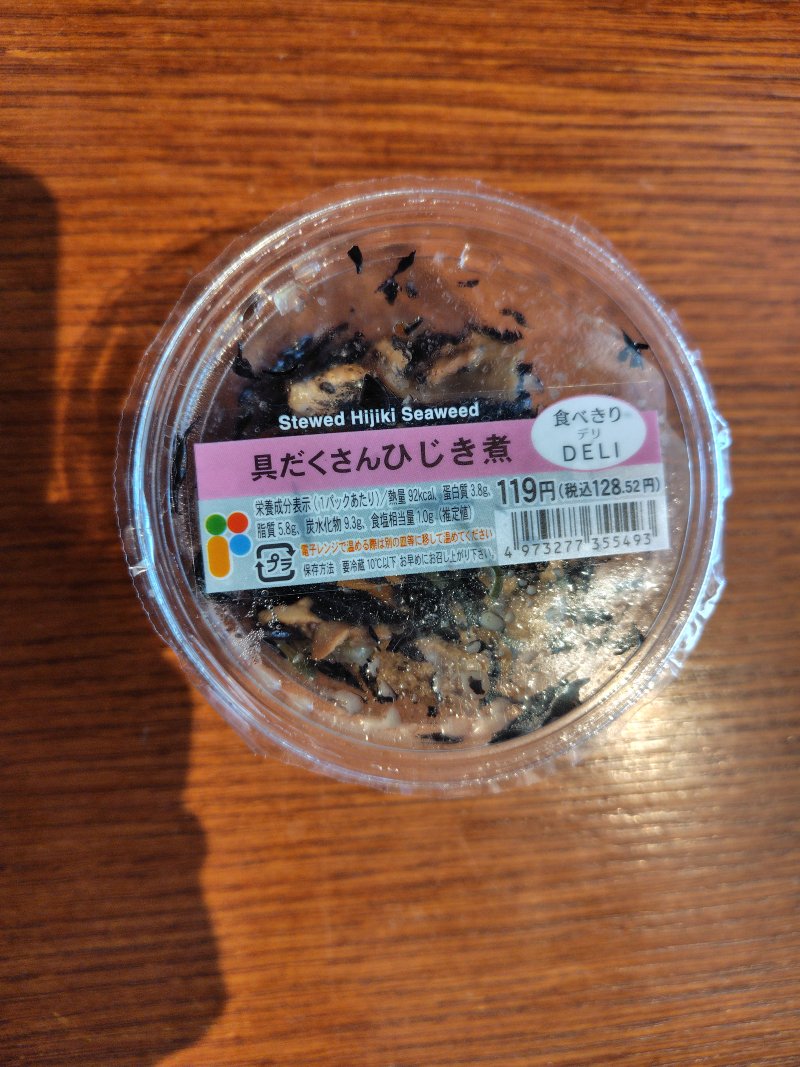 Stewed Hijiki Seaweed
具だくさんひじき煮
食べきり
デリ
DELI
栄養成分表示(1パックあたり)/熱量 92kcal、蛋白質 3.8g、
脂質 5.8g、炭水化物 9.3g、食塩相当量 1.0g (推定値)
電子レンジで温める際は別の皿等に移して温めてください
保存方法 要冷蔵 10℃以下 お早めにお召し上がり下さい。
プラ
119円(税込128.52円)
4 973277 355493